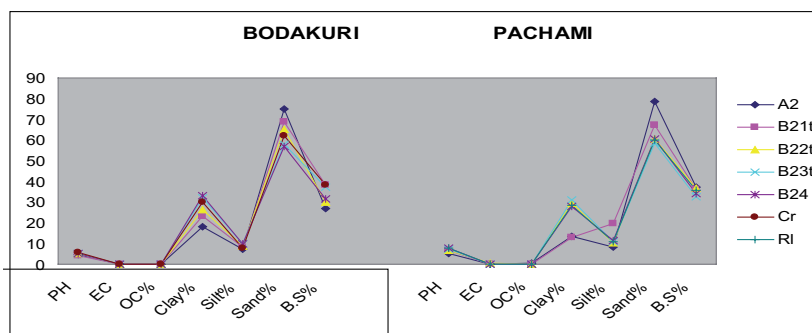 BODAKURI PACHAMI
90
80
70
60
50
40
30
20
10
0
PH EC OC% Clay% Silt% Sand% B.S% PH EC OC% Clay% Silt% Sand% B.S%
A2
B21t
B22t
B23t
B24
Cr
RI